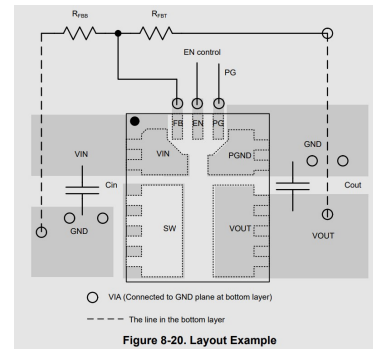 RFBB
RFBT
EN control
PG
FB
EN
PG
VIN
VIN
PGND
GND
Cin
Cout
GND
SW
VOUT
VOUT
VIA (Connected to GND plane at bottom layer)
The line in the bottom layer
Figure 8-20. Layout Example